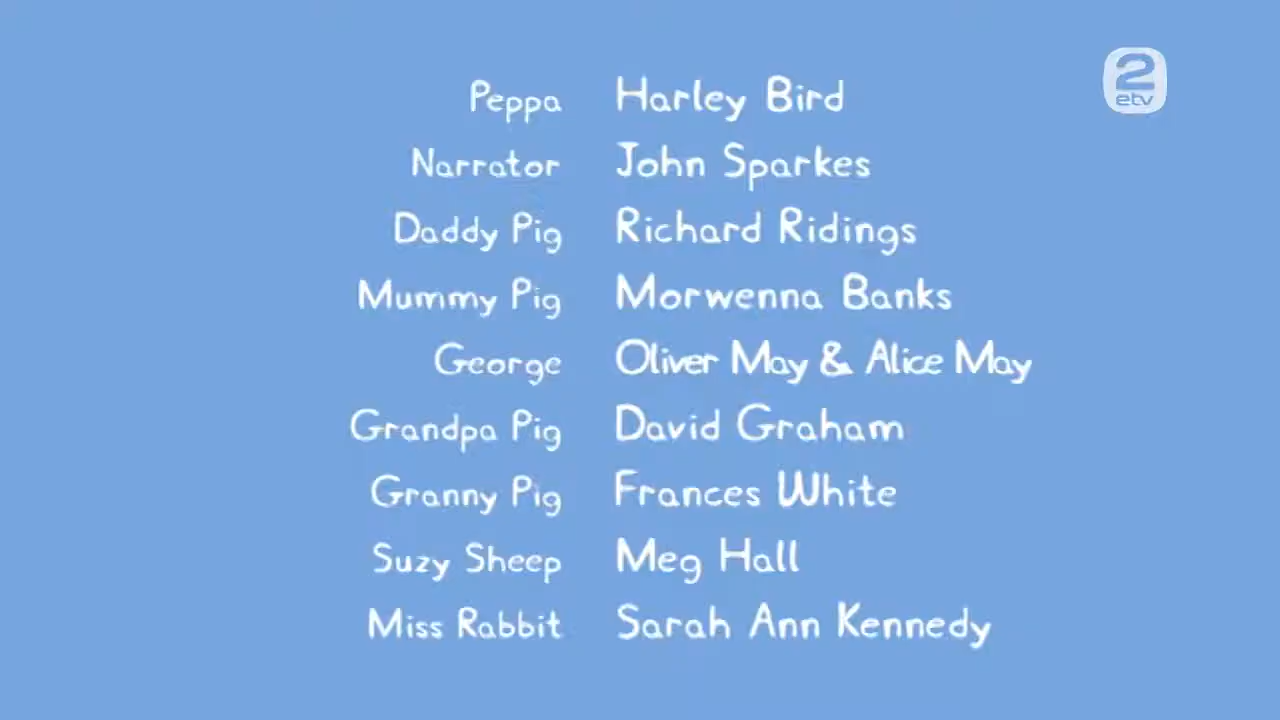 Peppa Harley Bird
Narrator John Sparkes
Daddy Pig Richard Ridings
Mummy Pig Morwenna Banks
George Oliver May & Alice May
Grandpa Pig David Graham
Granny Pig Frances White
Suzy Sheep Meg Hall
Miss Rabbit Sarah Ann Kennedy
2
etv